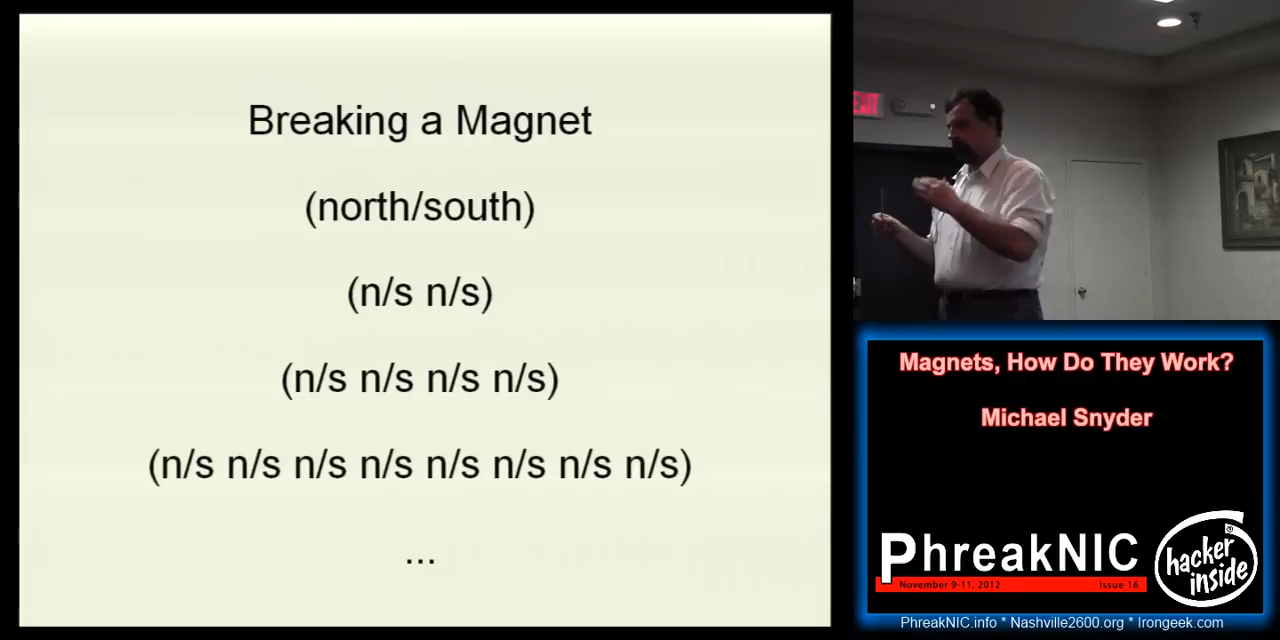 Breaking a Magnet
(north/south)
(n/s n/s)
(n/s n/s n/s n/s)
(n/s n/s n/s n/s n/s n/s n/s n/s)
...
EXIT
Magnets, How Do They Work?
Michael Snyder
PhreakNIC
November 9-11, 2012
Issue 16
hacker
inside
PhreakNIC.info * Nashville2600.org * Irongeek.com